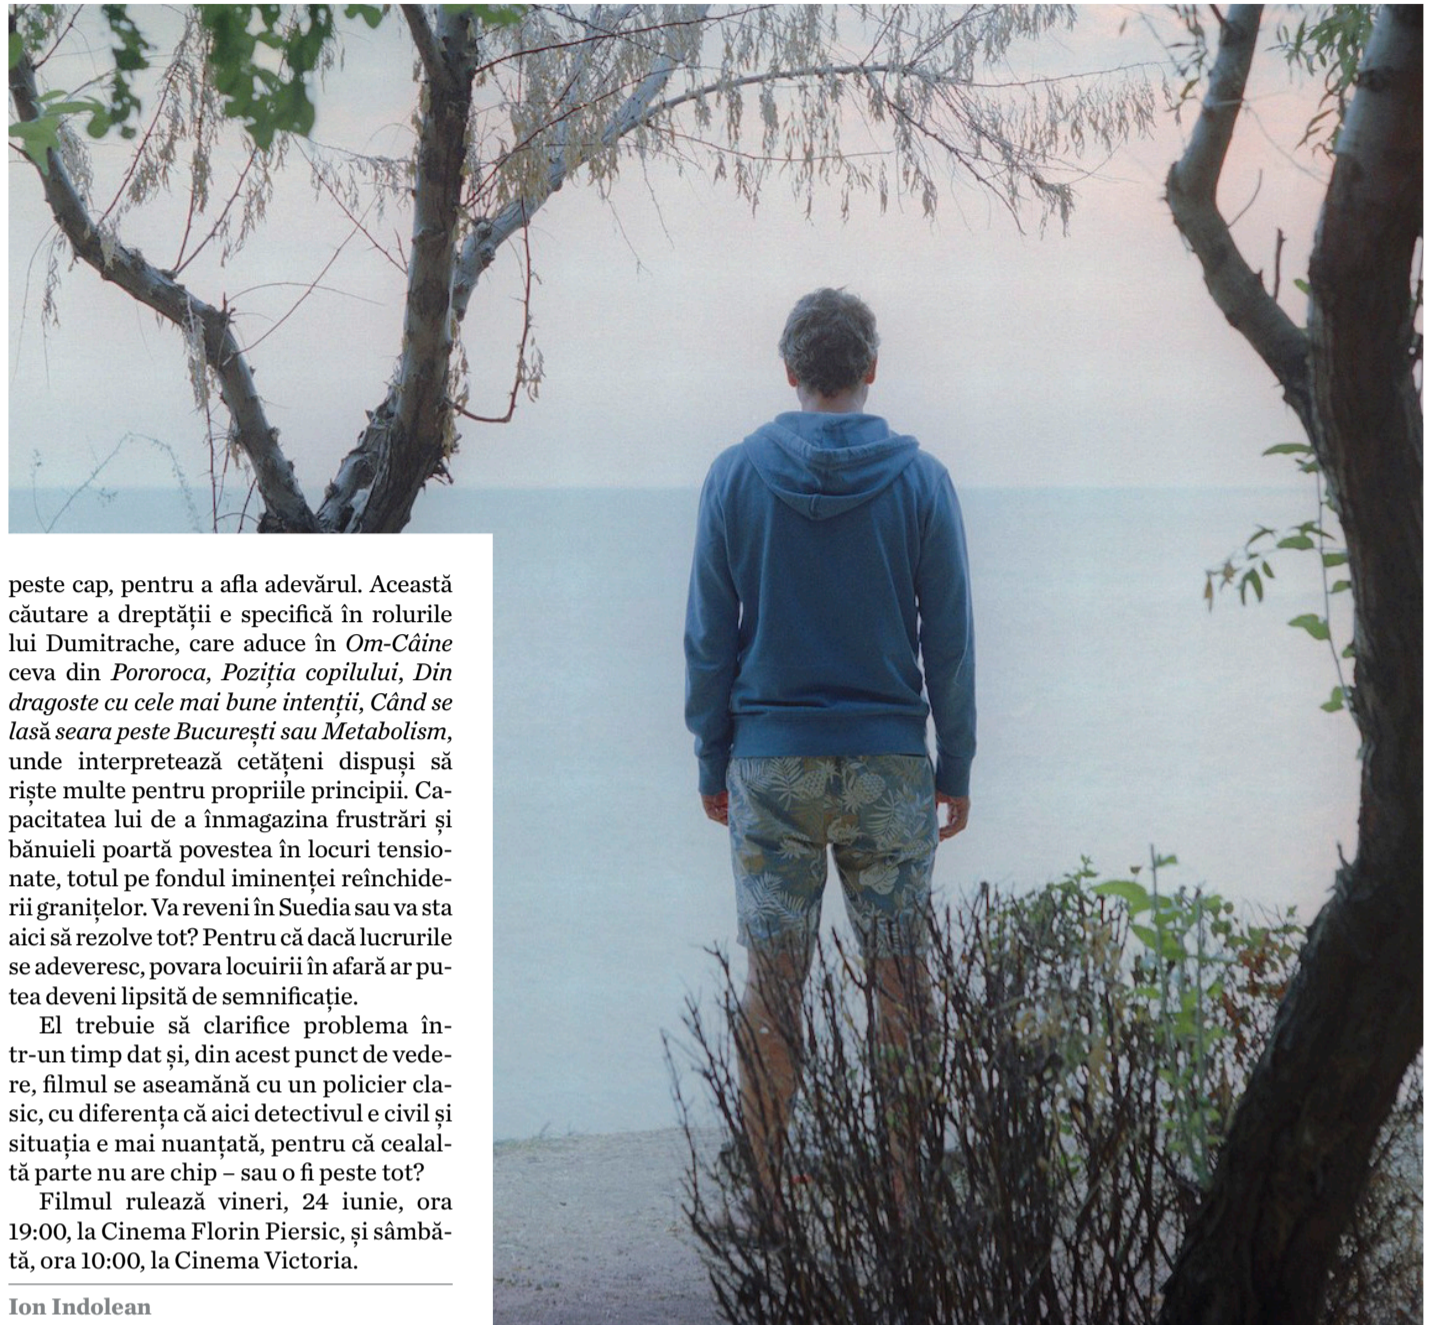 peste cap, pentru a afla adevărul. Această
căutare a dreptății e specifică în rolurile
lui Dumitrache, care aduce în Om-Câine
ceva din Pororoca, Poziția copilului, Din
dragoste cu cele mai bune intenții, Când se
lasă seara peste București sau Metabolism,
unde interpretează cetățeni dispuși să
riște multe pentru propriile principii. Ca-
pacitatea lui de a înmagazina frustrări și
bănuieli poartă povestea în locuri tensio-
nate, totul pe fondul iminenței reînchide-
rii granițelor. Va reveni în Suedia sau va sta
aici să rezolve tot? Pentru că dacă lucrurile
se adeveresc, povara locuirii în afară ar pu-
tea deveni lipsită de semnificație.
El trebuie să clarifice problema în-
tr-un timp dat și, din acest punct de vede-
re, filmul se aseamănă cu un policier cla-
sic, cu diferența că aici detectivul e civil și
situația e mai nuanțată, pentru că cealal-
tă parte nu are chip – sau o fi peste tot?
Filmul rulează vineri, 24 iunie, ora
19:00, la Cinema Florin Piersic, și sâmbă-
tă, ora 10:00, la Cinema Victoria.
Ion Indolean